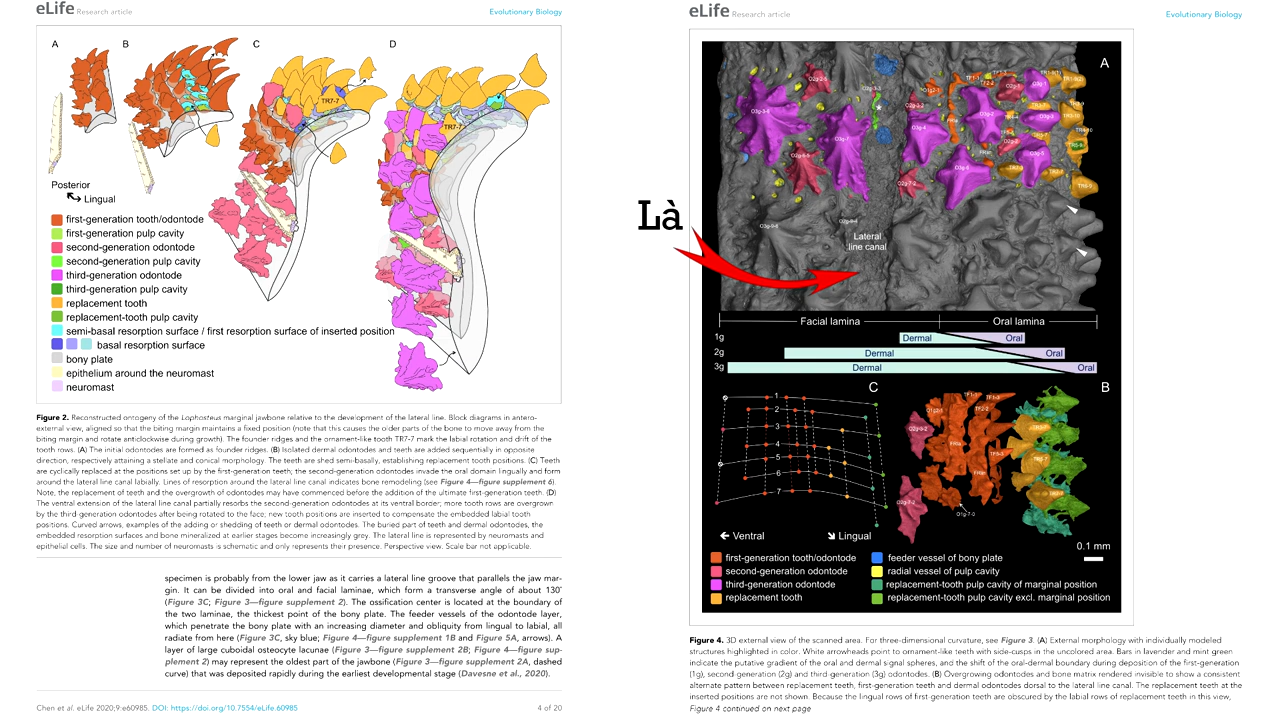 eLife Research article
Evolutionary Biology
A
B
C
D
TR7-7
TR7-7
Posterior
Lingual
first-generation tooth/odontode
first-generation pulp cavity
second-generation odontode
second-generation pulp cavity
third-generation odontode
third-generation pulp cavity
replacement tooth
replacement-tooth pulp cavity
semi-basal resorption surface / first resorption surface of inserted position
basal resorption surface
bony plate
epithelium around the neuromast
neuromast
Figure 2. Reconstructed ontogeny of the Lophosteus marginal jawbone relative to the development of the lateral line. Block diagrams in antero-
external view, aligned so that the biting margin maintains a fixed position (note that this causes the older parts of the bone to move away from the
biting margin and rotate anticlockwise during growth). The founder ridges and the ornament-like tooth TR7-7 mark the labial rotation and drift of the
tooth rows. (A) The initial odontodes are formed as founder ridges. (B) Isolated dermal odontodes and teeth are added sequentially in opposite
direction, respectively attaining a stelate and conical morphology. The teeth are shed semi-basally, establishing replacement tooth positions. (C) Teeth
are cyclically replaced at the positions set up by the first-generation teeth; the second-generation odontodes invade the oral domain lingually and form
around the lateral line canal labially. Lines of resorption around the lateral line canal indicate bone remodeling (see Figure 4—figure supplement 6).
Note, the replacement of teeth and the overgrowth of odontodes may have commenced before the addition of the ultimate first-generation teeth. (D)
The ventral extension of the lateral line canal partially resorbs the second-generation odontodes at its ventral border; more tooth rows are overgrown
by the third-generation odontodes after being rotated to the face; new tooth positions are inserted to compensate the embedded labial tooth
positions. Curved arrows, examples of the adding or shedding of teeth or dermal odontodes. The buried part of teeth and dermal odontodes, the
embedded resorption surfaces and bone mineralized at earlier stages become increasingly grey. The lateral line is represented by neuromasts and
epithelial cells. The size and number of neuromasts is schematic and only represents their presence. Perspective view. Scale bar not applicable.
specimen is probably from the lower jaw as it carries a lateral line groove that parallels the jaw mar-
gin. It can be divided into oral and facial laminae, which form a transverse angle of about 130˚
(Figure 3C; Figure 3—figure supplement 2). The ossification center is located at the boundary of
the two laminae, the thickest point of the bony plate. The feeder vessels of the odontode layer,
which penetrate the bony plate with an increasing diameter and obliquity from lingual to labial, all
radiate from here (Figure 3C, sky blue; Figure 4—figure supplement 1B and Figure 5A, arrows). A
layer of large cuboidal osteocyte lacunae (Figure 3—figure supplement 2B; Figure 4—figure sup-
plement 2) may represent the oldest part of the jawbone (Figure 3—figure supplement 2A, dashed
curve) that was deposited rapidly during the earliest developmental stage (Davesne et al., 2020).
Chen et al. eLife 2020;9:e60985. DOI: https://doi.org/10.7554/eLife.60985
4 of 20
Là
eLife Research article
Evolutionary Biology
A
Lateral
line canal
Facial lamina
Oral lamina
1g Dermal Oral
2g Dermal Oral
3g Dermal Oral
C
B
1
2
3
4
5
6
7
Ventral
Lingual
0.1 mm
first-generation tooth/odontode
second-generation odontode
third-generation odontode
replacement tooth
feeder vessel of bony plate
radial vessel of pulp cavity
replacement-tooth pulp cavity of marginal position
replacement-tooth pulp cavity excl. marginal position
Figure 4. 3D external view of the scanned area. For three-dimensional curvature, see Figure 3. (A) External morphology with individually modeled
structures highlighted in color. White arrowheads point to ornament-like teeth with side-cusps in the uncolored area. Bars in lavender and mint green
indicate the putative gradient of the oral and dermal signal spheres, and the shift of the oral-dermal boundary during deposition of the first-generation
(1g), second-generation (2g) and third-generation (3g) odontodes. (B) Overgrowing odontodes and bone matrix rendered invisible to show a consistent
alternate pattern between replacement teeth, first-generation teeth and dermal odontodes dorsal to the lateral line canal. The replacement teeth at the
inserted positions are not shown. Because the lingual rows of first-generation teeth are obscured by the labial rows of replacement teeth in this view,
Figure 4 continued on next page